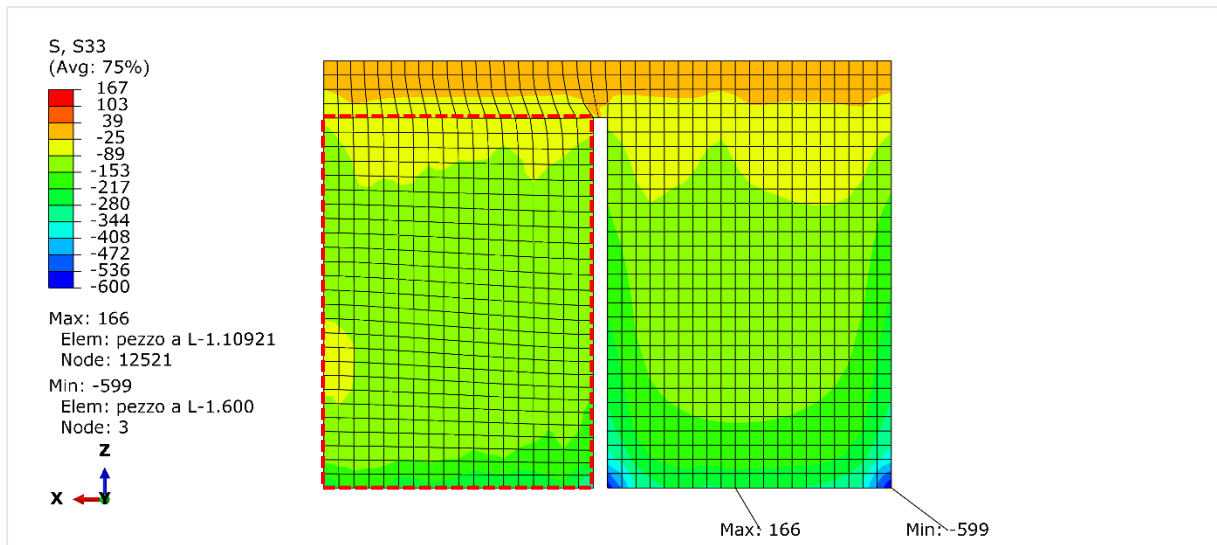 S, S33
(Avg: 75%)
167
103
39
-25
-89
-153
-217
-280
-344
-408
-472
-536
-600
Max: 166
Elem: pezzo a L-1.10921
Node: 12521
Min: -599
Elem: pezzo a L-1.600
Node: 3
Z
X
Y
Max: 166
Min: -599